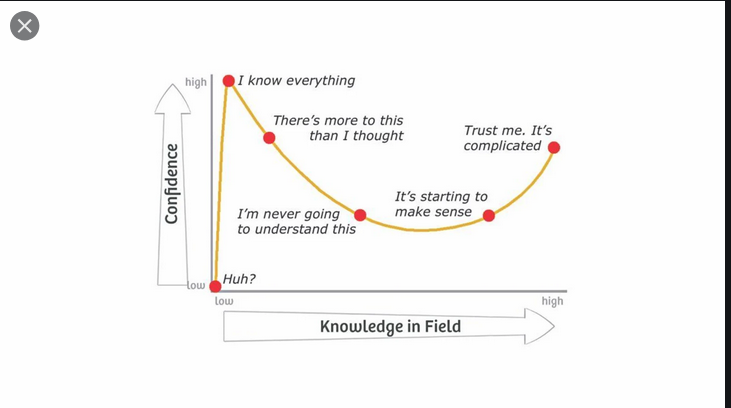 high
I know everything
There's more to this
than I thought
Trust me. It's
complicated
Confidence
It's starting to
make sense
I'm never going
to understand this
Huh?
low
low
high
Knowledge in Field